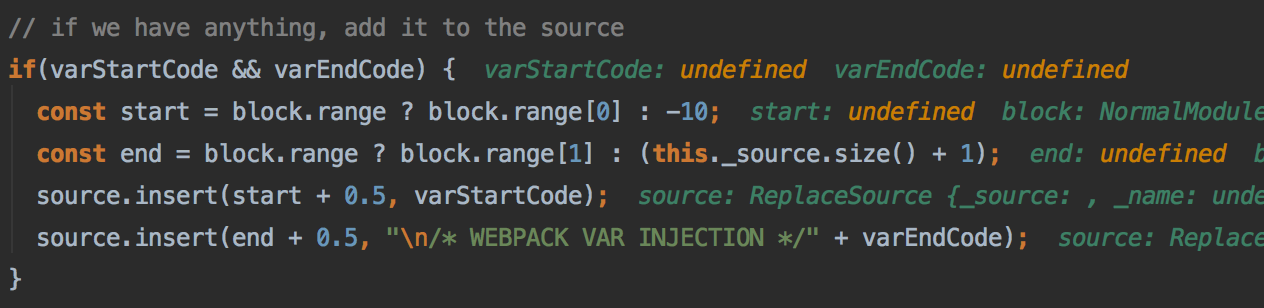 // if we have anything, add it to the source
if(varStartCode && varEndCode) { varStartCode: undefined varEndCode: undefined
const start = block.range ? block.range[0] : -10; start: undefined block: NormalModule
const end = block.range ? block.range[1] : (this._source.size() + 1); end: undefined b
source.insert(start + 0.5, varStartCode); source: ReplaceSource {_source: , _name: unde
source.insert(end + 0.5, "\n/* WEBPACK VAR INJECTION */" + varEndCode); source: Replace
}